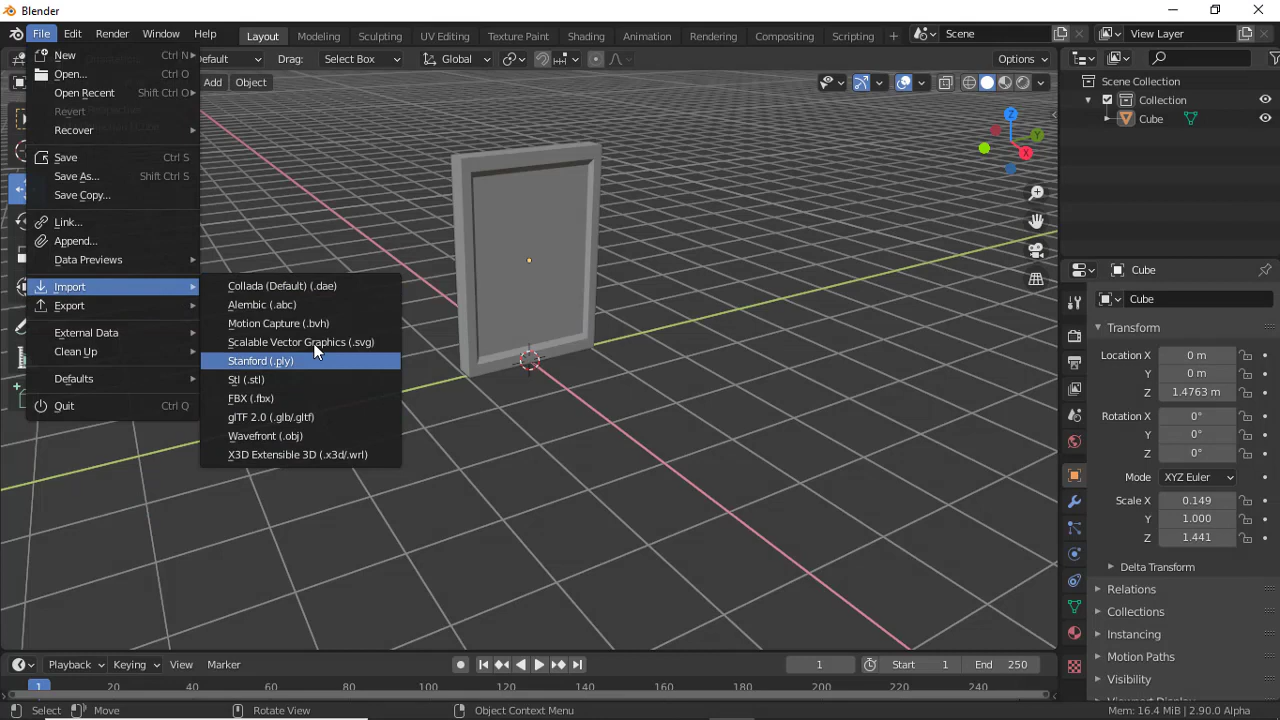 Blender
File Edit Render Window Help Layout Modeling Sculpting UV Editing Texture Paint Shading Animation Rendering Compositing Scripting + Scene View Layer
New Ctrl N
Open... Ctrl O
Open Recent Shift Ctrl O
Revert
Recover
Save Ctrl S
Save As... Shift Ctrl S
Save Copy...
Link...
Append...
Data Previews
Import
Export
External Data
Clean Up
Defaults
Quit Ctrl Q
Collada (Default) (.dae)
Alembic (.abc)
Motion Capture (.bvh)
Scalable Vector Graphics (.svg)
Stanford (.ply)
Stl (.stl)
FBX (.fbx)
glTF 2.0 (.glb/.gltf)
Wavefront (.obj)
X3D Extensible 3D (.x3d/.wrl)
Default Drag: Select Box Global Options
Add Object
Z
Y
X
Scene Collection
Collection
Cube
Cube
Cube
Transform
Location X 0 m
Y 0 m
Z 1.4763 m
Rotation X 0°
Y 0°
Z 0°
Mode XYZ Euler
Scale X 0.149
Y 1.000
Z 1.441
Delta Transform
Relations
Collections
Instancing
Motion Paths
Visibility
Playback Keying View Marker 1 Start 1 End 250
1 20 40 60 80 100 120 140 160 180 200 220 240
Select Move Rotate View Object Context Menu Mem: 16.4 MiB | 2.90.0 Alpha